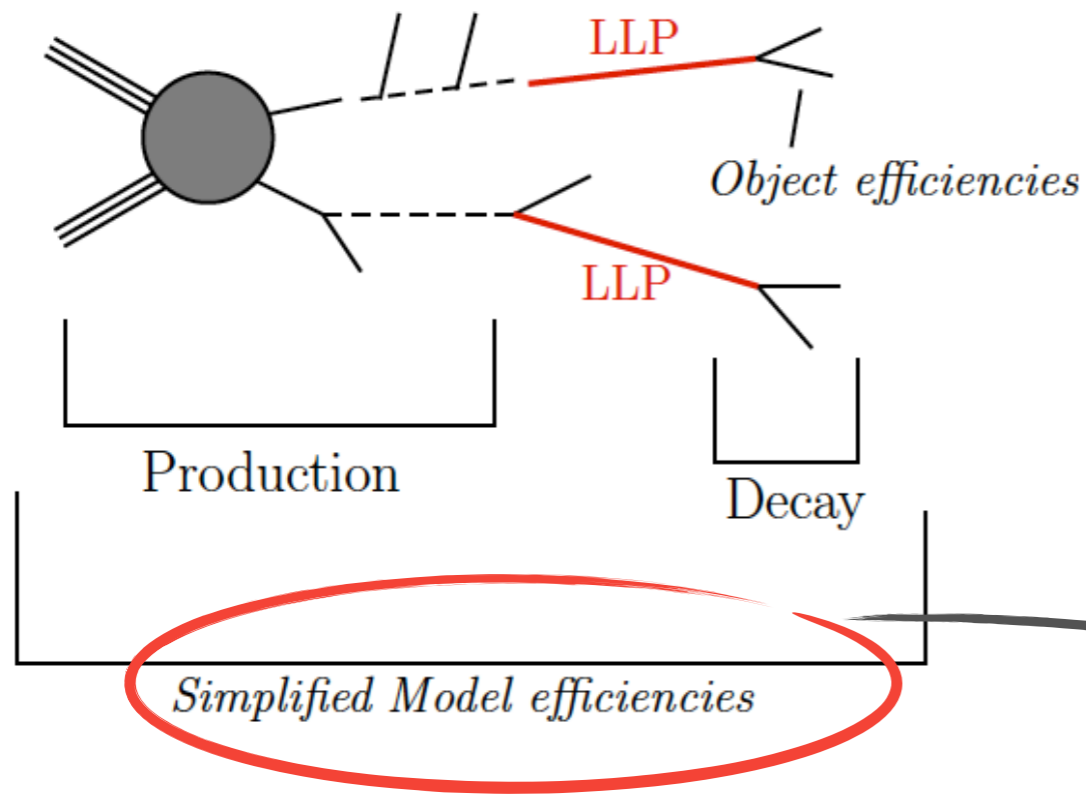 LLP
Object efficiencies
LLP
Production
Decay
Simplified Model efficiencies